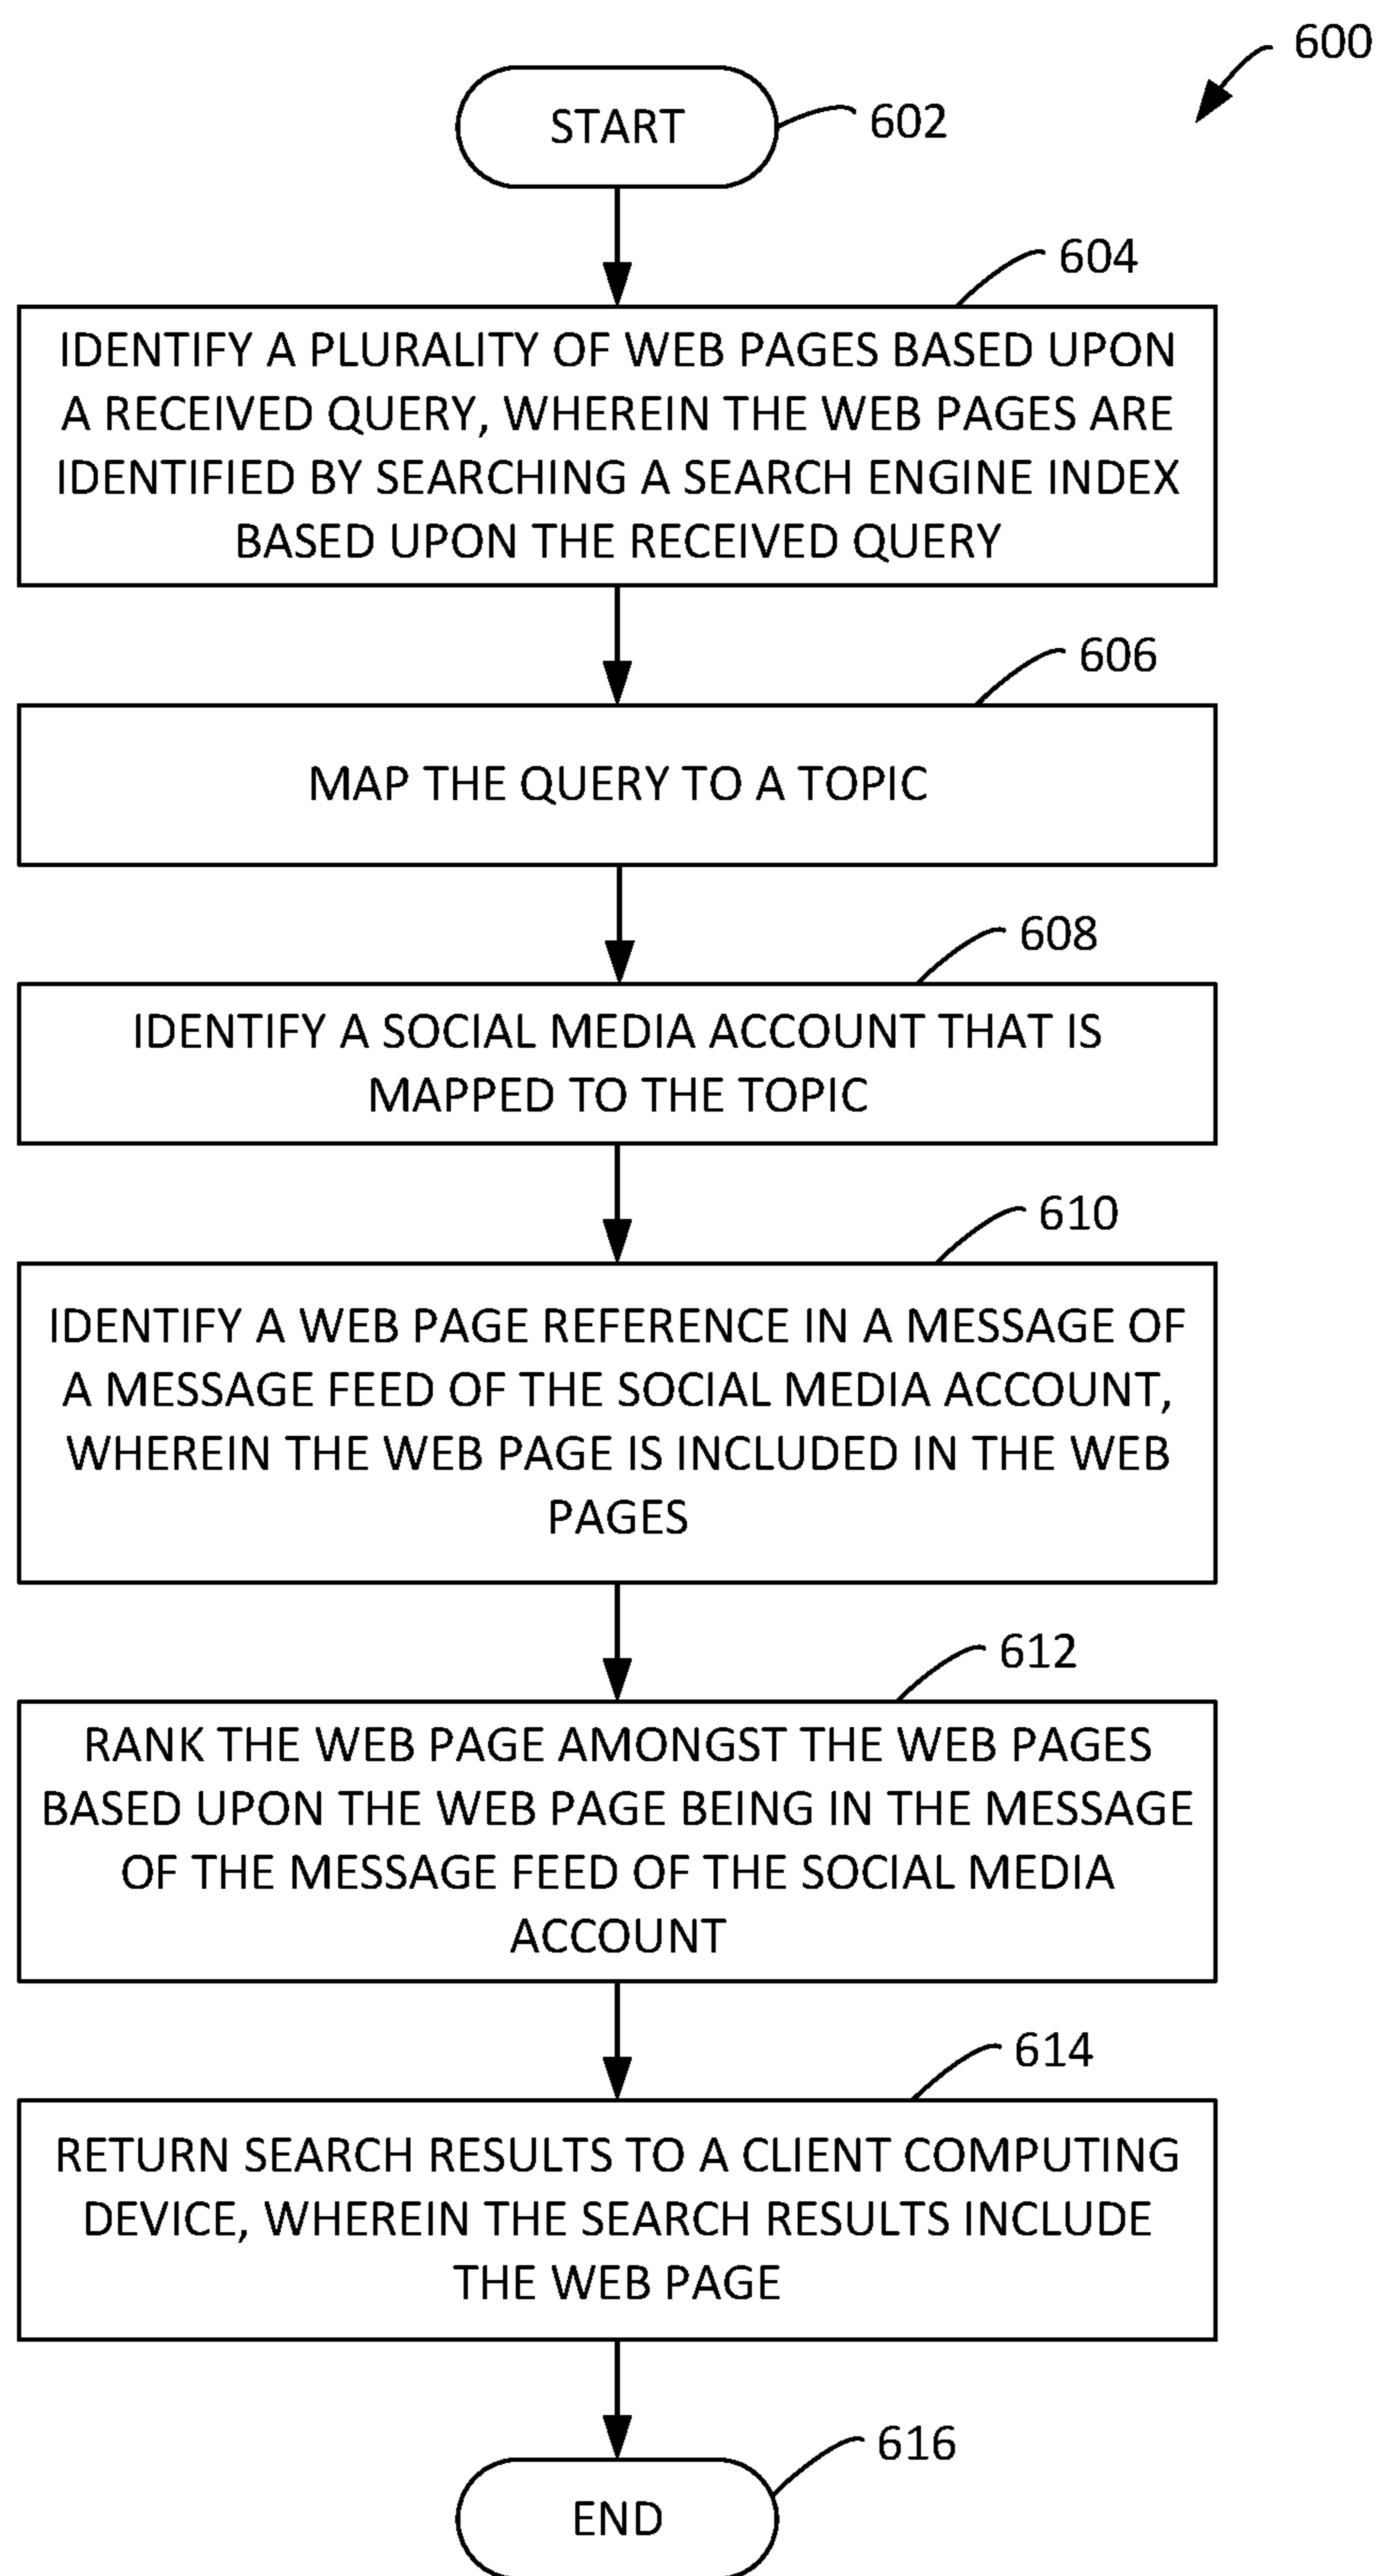 600
START
602
604
IDENTIFY A PLURALITY OF WEB PAGES BASED UPON
A RECEIVED QUERY, WHEREIN THE WEB PAGES ARE
IDENTIFIED BY SEARCHING A SEARCH ENGINE INDEX
BASED UPON THE RECEIVED QUERY
606
MAP THE QUERY TO A TOPIC
608
IDENTIFY A SOCIAL MEDIA ACCOUNT THAT IS
MAPPED TO THE TOPIC
610
IDENTIFY A WEB PAGE REFERENCE IN A MESSAGE OF
A MESSAGE FEED OF THE SOCIAL MEDIA ACCOUNT,
WHEREIN THE WEB PAGE IS INCLUDED IN THE WEB
PAGES
612
RANK THE WEB PAGE AMONGST THE WEB PAGES
BASED UPON THE WEB PAGE BEING IN THE MESSAGE
OF THE MESSAGE FEED OF THE SOCIAL MEDIA
ACCOUNT
614
RETURN SEARCH RESULTS TO A CLIENT COMPUTING
DEVICE, WHEREIN THE SEARCH RESULTS INCLUDE
THE WEB PAGE
616
END